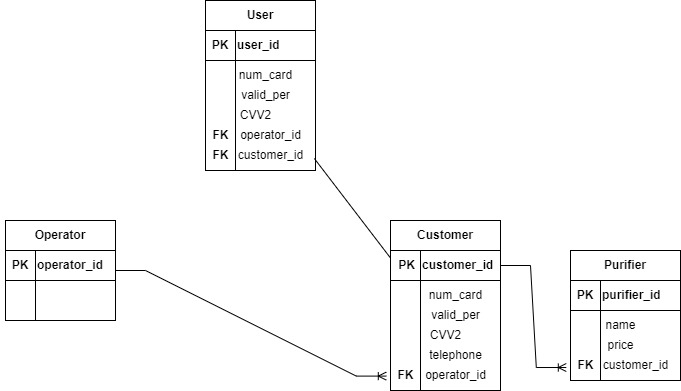 User
PK user_id
num_card
valid_per
CVV2
FK operator_id
FK customer_id
Operator
PK operator_id
Customer
PK customer_id
num_card
valid_per
CVV2
telephone
FK operator_id
Purifier
PK purifier_id
name
price
FK customer_id